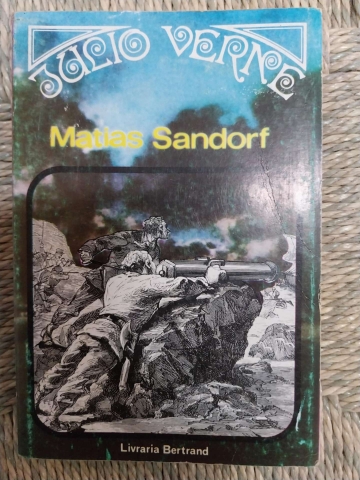 JULIO VERNE
Matias Sandorf
Livraria Bertrand